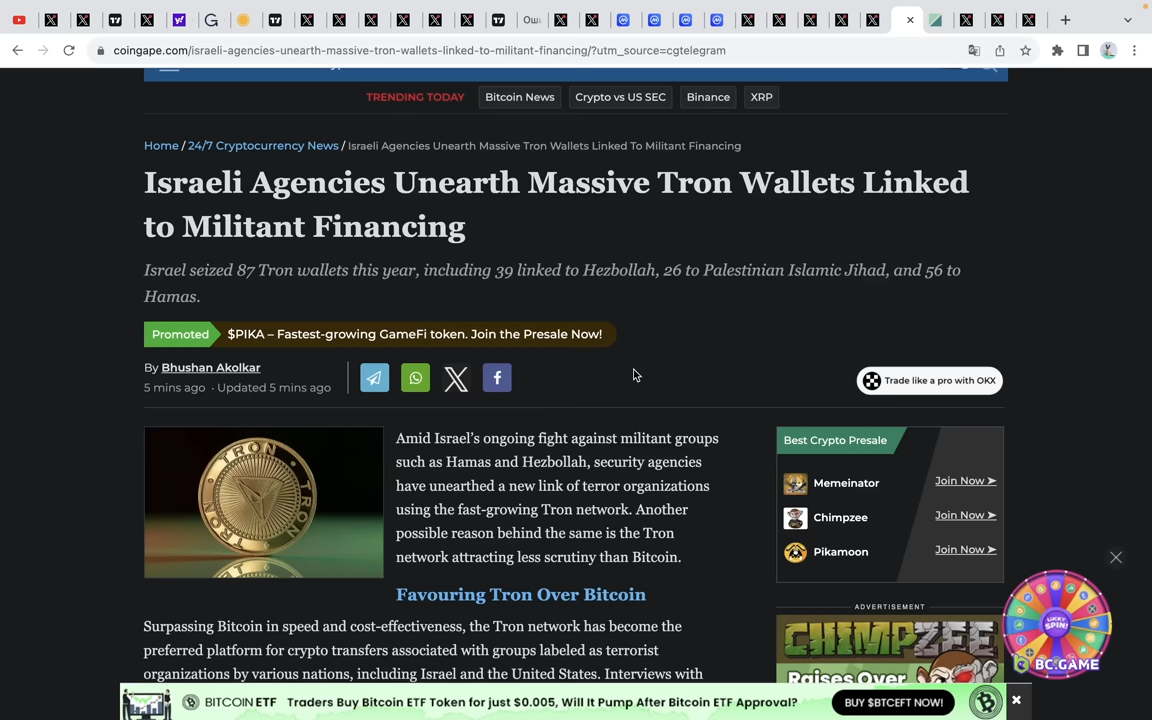 Ош
coingape.com/israeli-agencies-unearth-massive-tron-wallets-linked-to-militant-financing/?utm_source=cgtelegram
TRENDING TODAY Bitcoin News Crypto vs US SEC Binance XRP
Home / 24/7 Cryptocurrency News / Israeli Agencies Unearth Massive Tron Wallets Linked To Militant Financing
Israeli Agencies Unearth Massive Tron Wallets Linked
to Militant Financing
Israel seized 87 Tron wallets this year, including 39 linked to Hezbollah, 26 to Palestinian Islamic Jihad, and 56 to
Hamas.
Promoted $PIKA – Fastest-growing GameFi token. Join the Presale Now!
By Bhushan Akolkar
5 mins ago · Updated 5 mins ago
Trade like a pro with OKX
TRON
Amid Israel’s ongoing fight against militant groups
such as Hamas and Hezbollah, security agencies
have unearthed a new link of terror organizations
using the fast-growing Tron network. Another
possible reason behind the same is the Tron
network attracting less scrutiny than Bitcoin.
Favouring Tron Over Bitcoin
Surpassing Bitcoin in speed and cost-effectiveness, the Tron network has become the
preferred platform for crypto transfers associated with groups labeled as terrorist
organizations by various nations, including Israel and the United States. Interviews with
Best Crypto Presale
Memeinator Join Now ➤
Chimpzee Join Now ➤
Pikamoon Join Now ➤
ADVERTISEMENT
CHIMPZEE
Raises Over
LUCKY
SPIN!
BC.GAME
BITCOIN ETF Traders Buy Bitcoin ETF Token for just $0.005, Will It Pump After Bitcoin ETF Approval? BUY $BTCETF NOW!